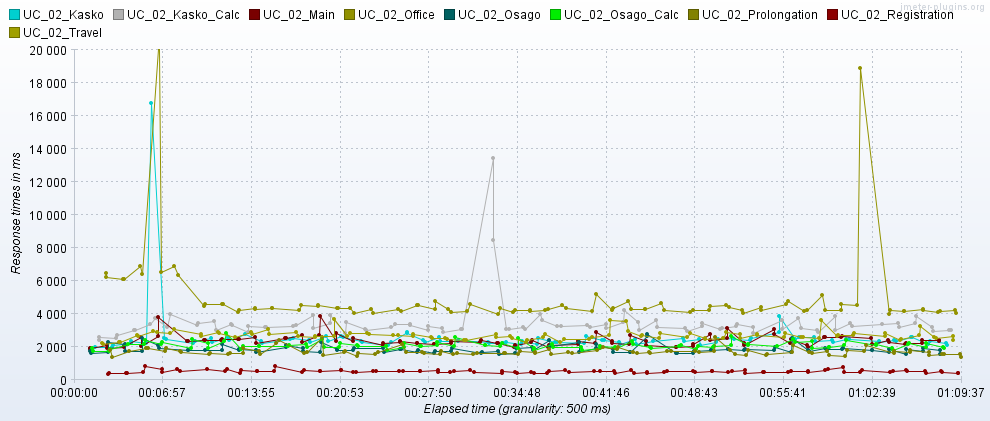 UC_02_Kasko UC_02_Kasko_Calc UC_02_Main UC_02_Office UC_02_Osago UC_02_Osago_Calc UC_02_Prolongation UC_02_Registration
jmeter-plugins.org
UC_02_Travel
20 000
18 000
16 000
14 000
12 000
10 000
8 000
6 000
4 000
2 000
0
Response times in ms
00:00:00 00:06:57 00:13:55 00:20:53 00:27:50 00:34:48 00:41:46 00:48:43 00:55:41 01:02:39 01:09:37
Elapsed time (granularity: 500 ms)